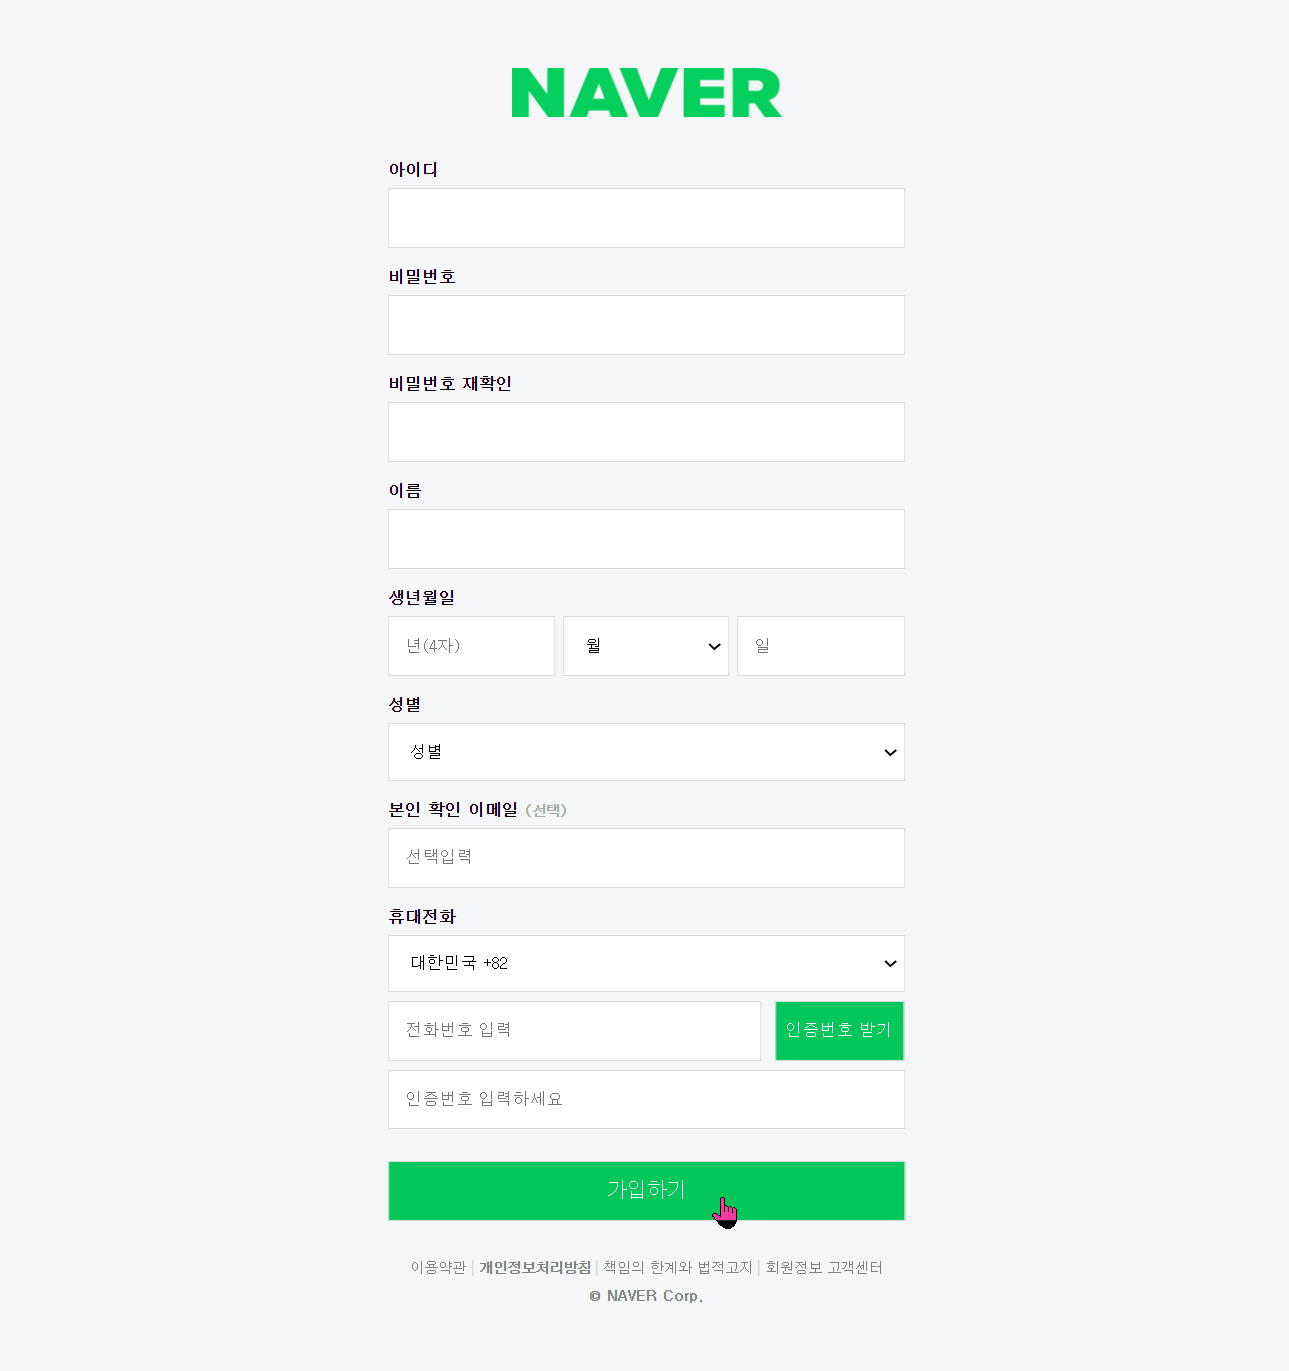 NAVER
아이디
비밀번호
비밀번호 재확인
이름
생년월일
년(4자) 월 일
성별
성별
본인 확인 이메일 (선택)
선택입력
휴대전화
대한민국 +82
전화번호 입력 인증번호 받기
인증번호 입력하세요
가입하기
이용약관 | 개인정보처리방침 | 책임의 한계와 법적고지 | 회원정보 고객센터
© NAVER Corp.